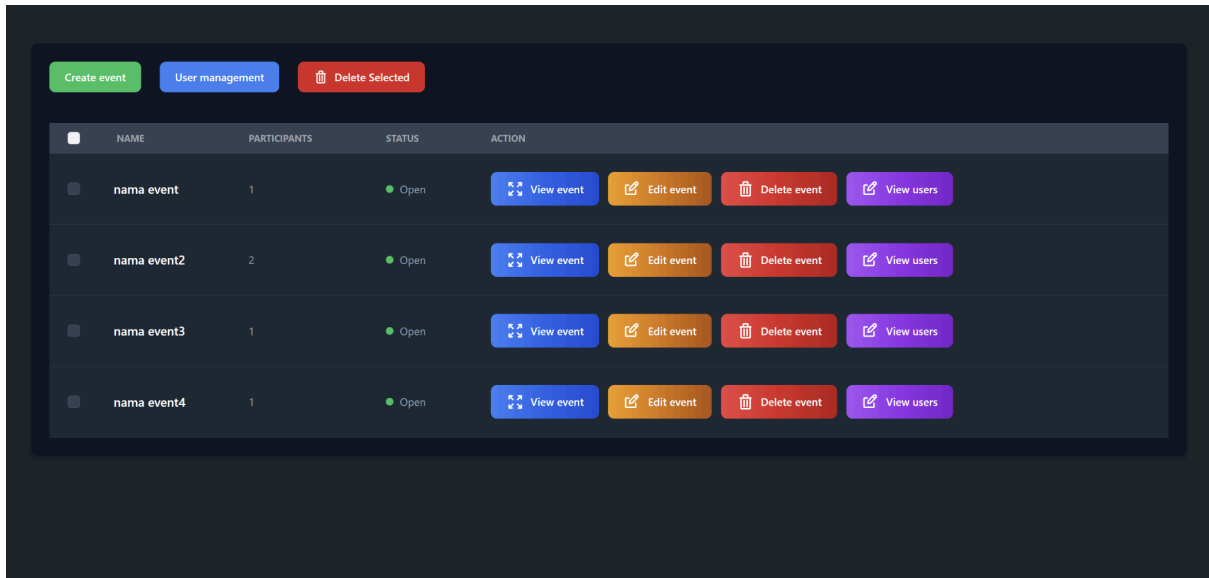 Create event User management Delete Selected
NAME PARTICIPANTS STATUS ACTION
nama event 1 Open View event Edit event Delete event View users
nama event2 2 Open View event Edit event Delete event View users
nama event3 1 Open View event Edit event Delete event View users
nama event4 1 Open View event Edit event Delete event View users